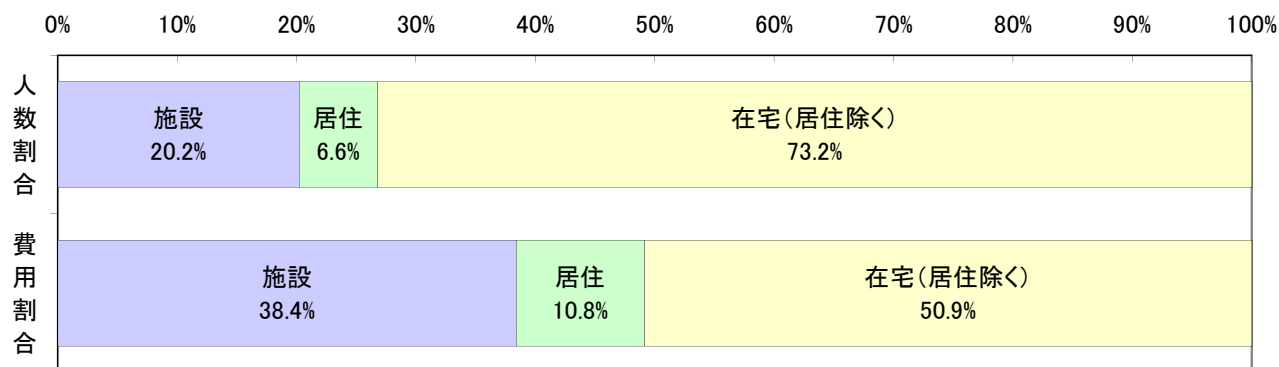 0% 10% 20% 30% 40% 50% 60% 70% 80% 90% 100%
人数割合
施設 居住 在宅（居住除く）
20.2% 6.6% 73.2%
費用割合
施設 居住 在宅（居住除く）
38.4% 10.8% 50.9%